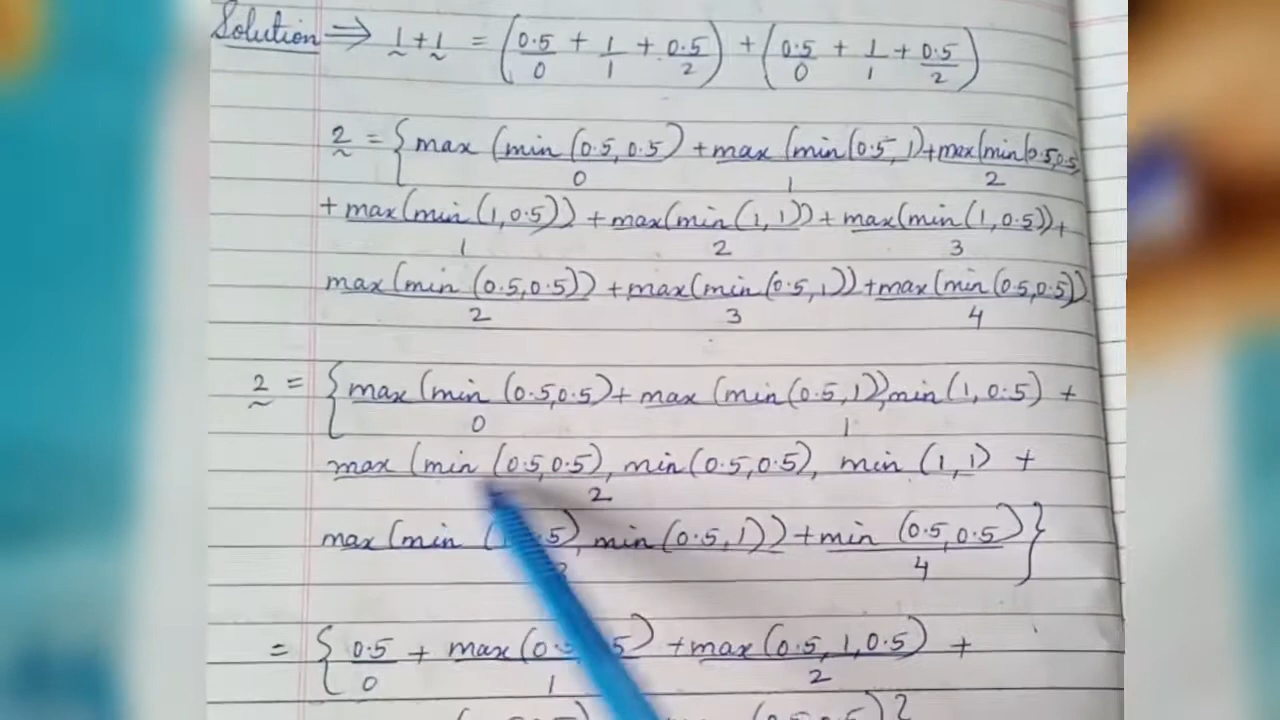 Solution ⇒ 1 + 1 = (0.5/0 + 1/1 + 0.5/2) + (0.5/0 + 1/1 + 0.5/2)
2 = { max (min (0.5, 0.5)/0 + max (min(0.5, 1)/1 + max(min(0.5,0.5/2
+ max(min (1, 0.5))/1 + max(min (1, 1))/2 + max(min(1, 0.5))/3 +
max(min (0.5, 0.5))/2 + max(min(0.5, 1))/3 + max(min(0.5,0.5))/4
2 = { max (min (0.5,0.5)/0 + max (min(0.5, 1), min(1, 0.5)/1 +
max (min (0.5,0.5), min(0.5,0.5), min (1, 1)/2 +
max (min ( .5), min(0.5, 1)) + min (0.5, 0.5)/4 }
= { 0.5/0 + max( 5)/1 + max(0.5, 1, 0.5)/2 +